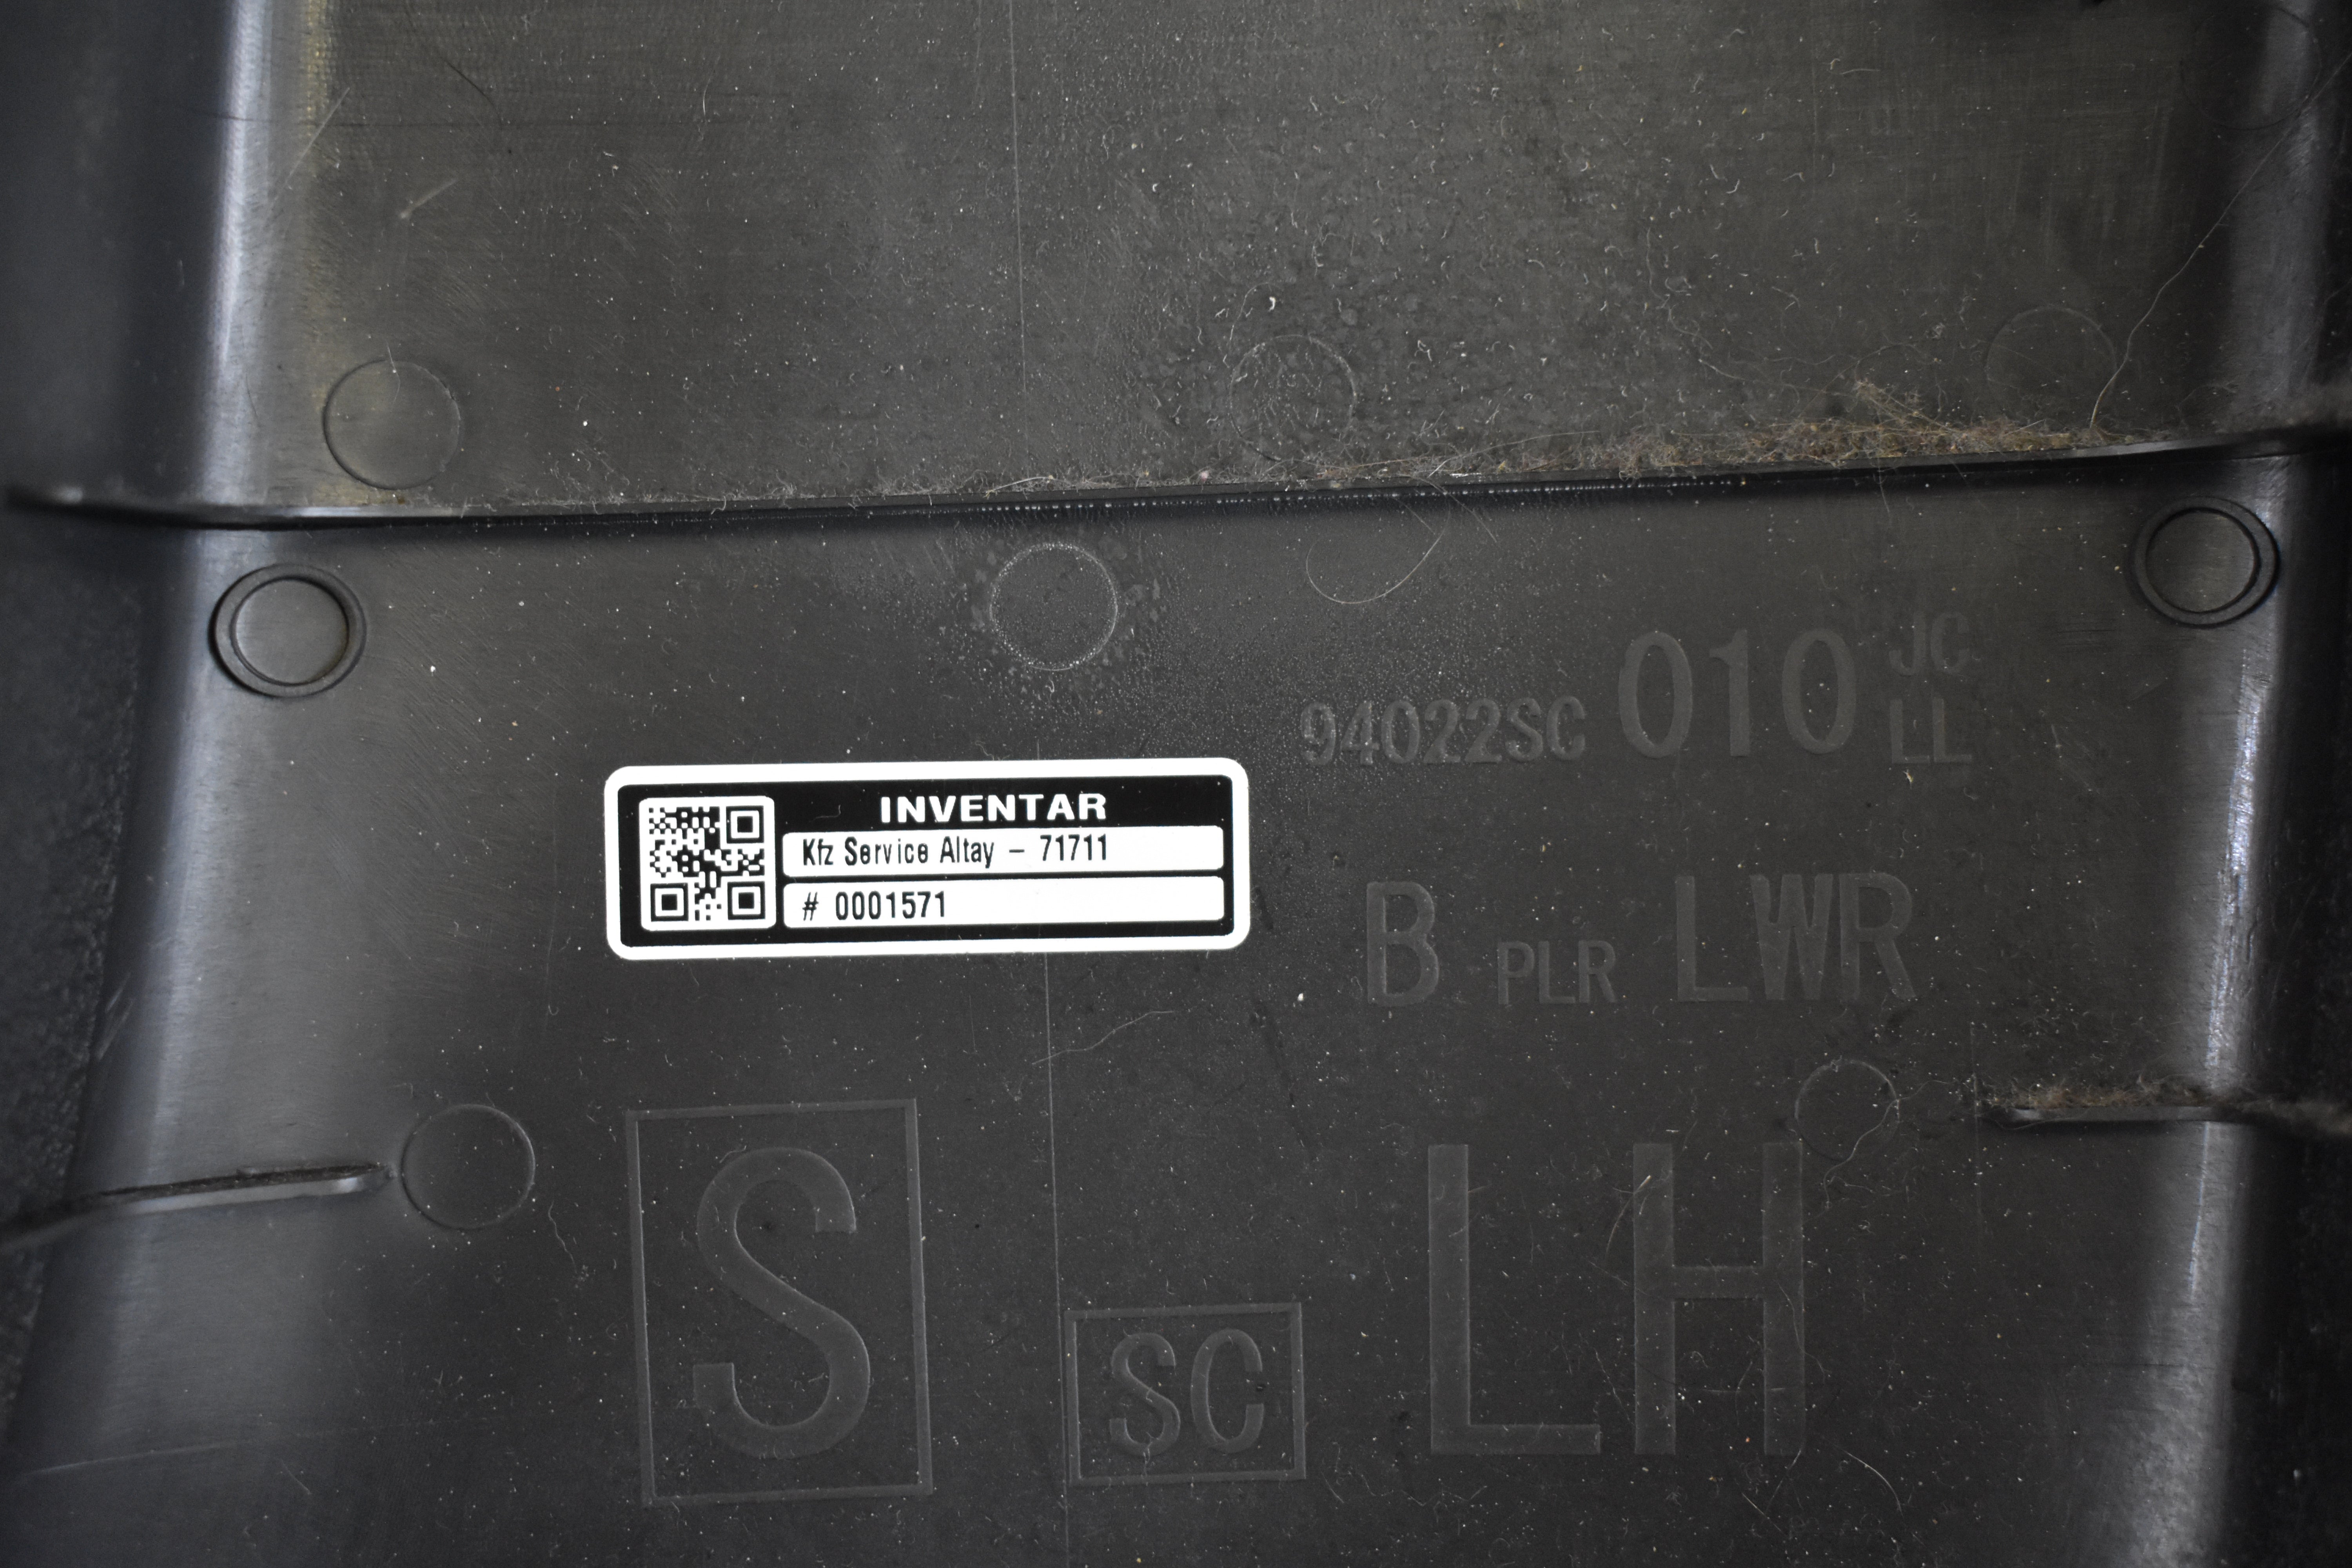 94022SC 010 JC
LL
INVENTAR
Kfz Service Altay – 71711
# 0001571
B PLR LWR
S
SC
LH